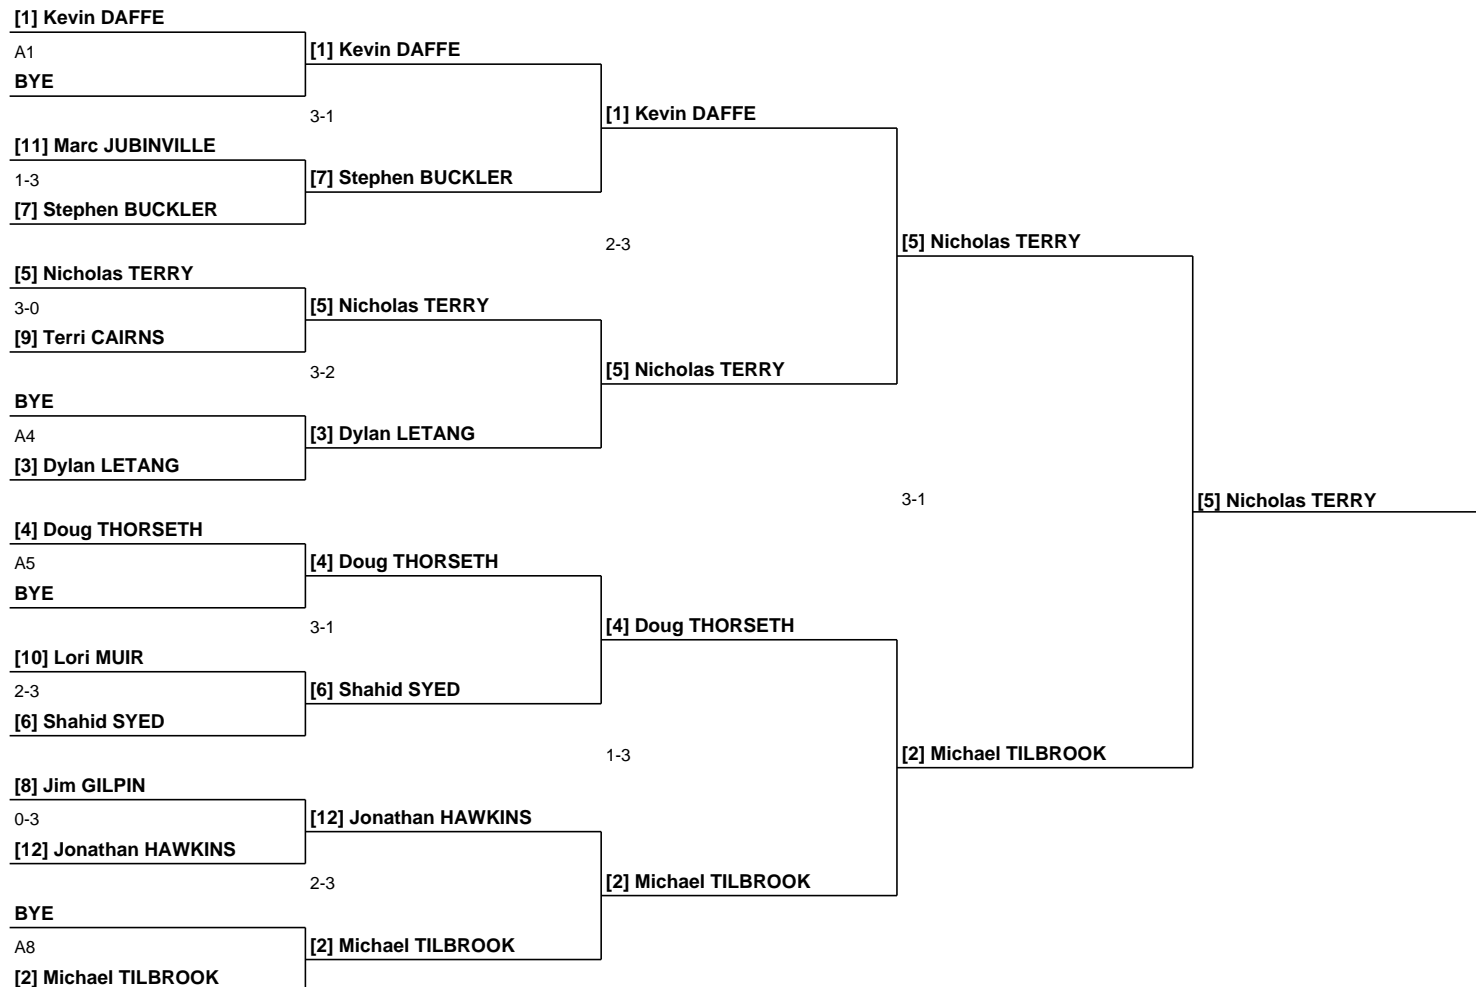 [1] Kevin DAFFE
A1
[1] Kevin DAFFE
BYE
3-1
[1] Kevin DAFFE
[11] Marc JUBINVILLE
1-3
[7] Stephen BUCKLER
[7] Stephen BUCKLER
2-3
[5] Nicholas TERRY
[5] Nicholas TERRY
3-0
[5] Nicholas TERRY
[9] Terri CAIRNS
3-2
[5] Nicholas TERRY
BYE
A4
[3] Dylan LETANG
[3] Dylan LETANG
3-1
[5] Nicholas TERRY
[4] Doug THORSETH
A5
[4] Doug THORSETH
BYE
3-1
[4] Doug THORSETH
[10] Lori MUIR
2-3
[6] Shahid SYED
[6] Shahid SYED
1-3
[2] Michael TILBROOK
[8] Jim GILPIN
0-3
[12] Jonathan HAWKINS
[12] Jonathan HAWKINS
2-3
[2] Michael TILBROOK
BYE
A8
[2] Michael TILBROOK
[2] Michael TILBROOK